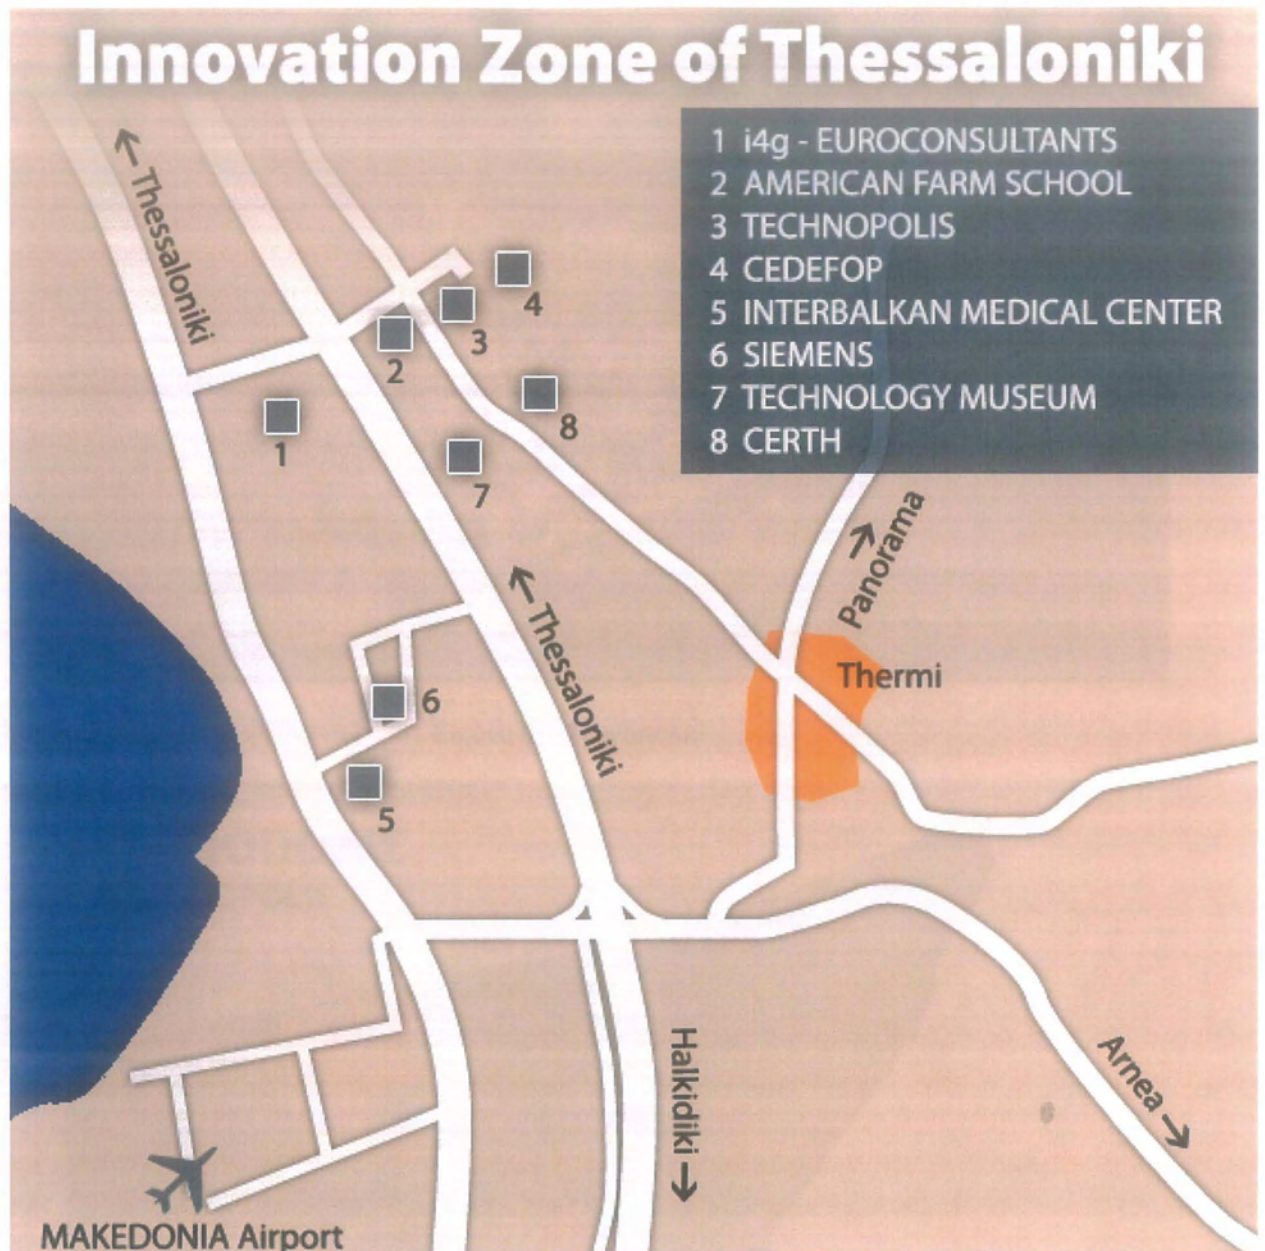 Innovation Zone of Thessaloniki
1 i4g - EUROCONSULTANTS
2 AMERICAN FARM SCHOOL
3 TECHNOPOLIS
4 CEDEFOP
5 INTERBALKAN MEDICAL CENTER
6 SIEMENS
7 TECHNOLOGY MUSEUM
8 CERTH
Thessaloniki
4
3
2
8
1
7
Panorama
Thessaloniki
Thermi
6
5
Halkidiki
Arnea
MAKEDONIA Airport